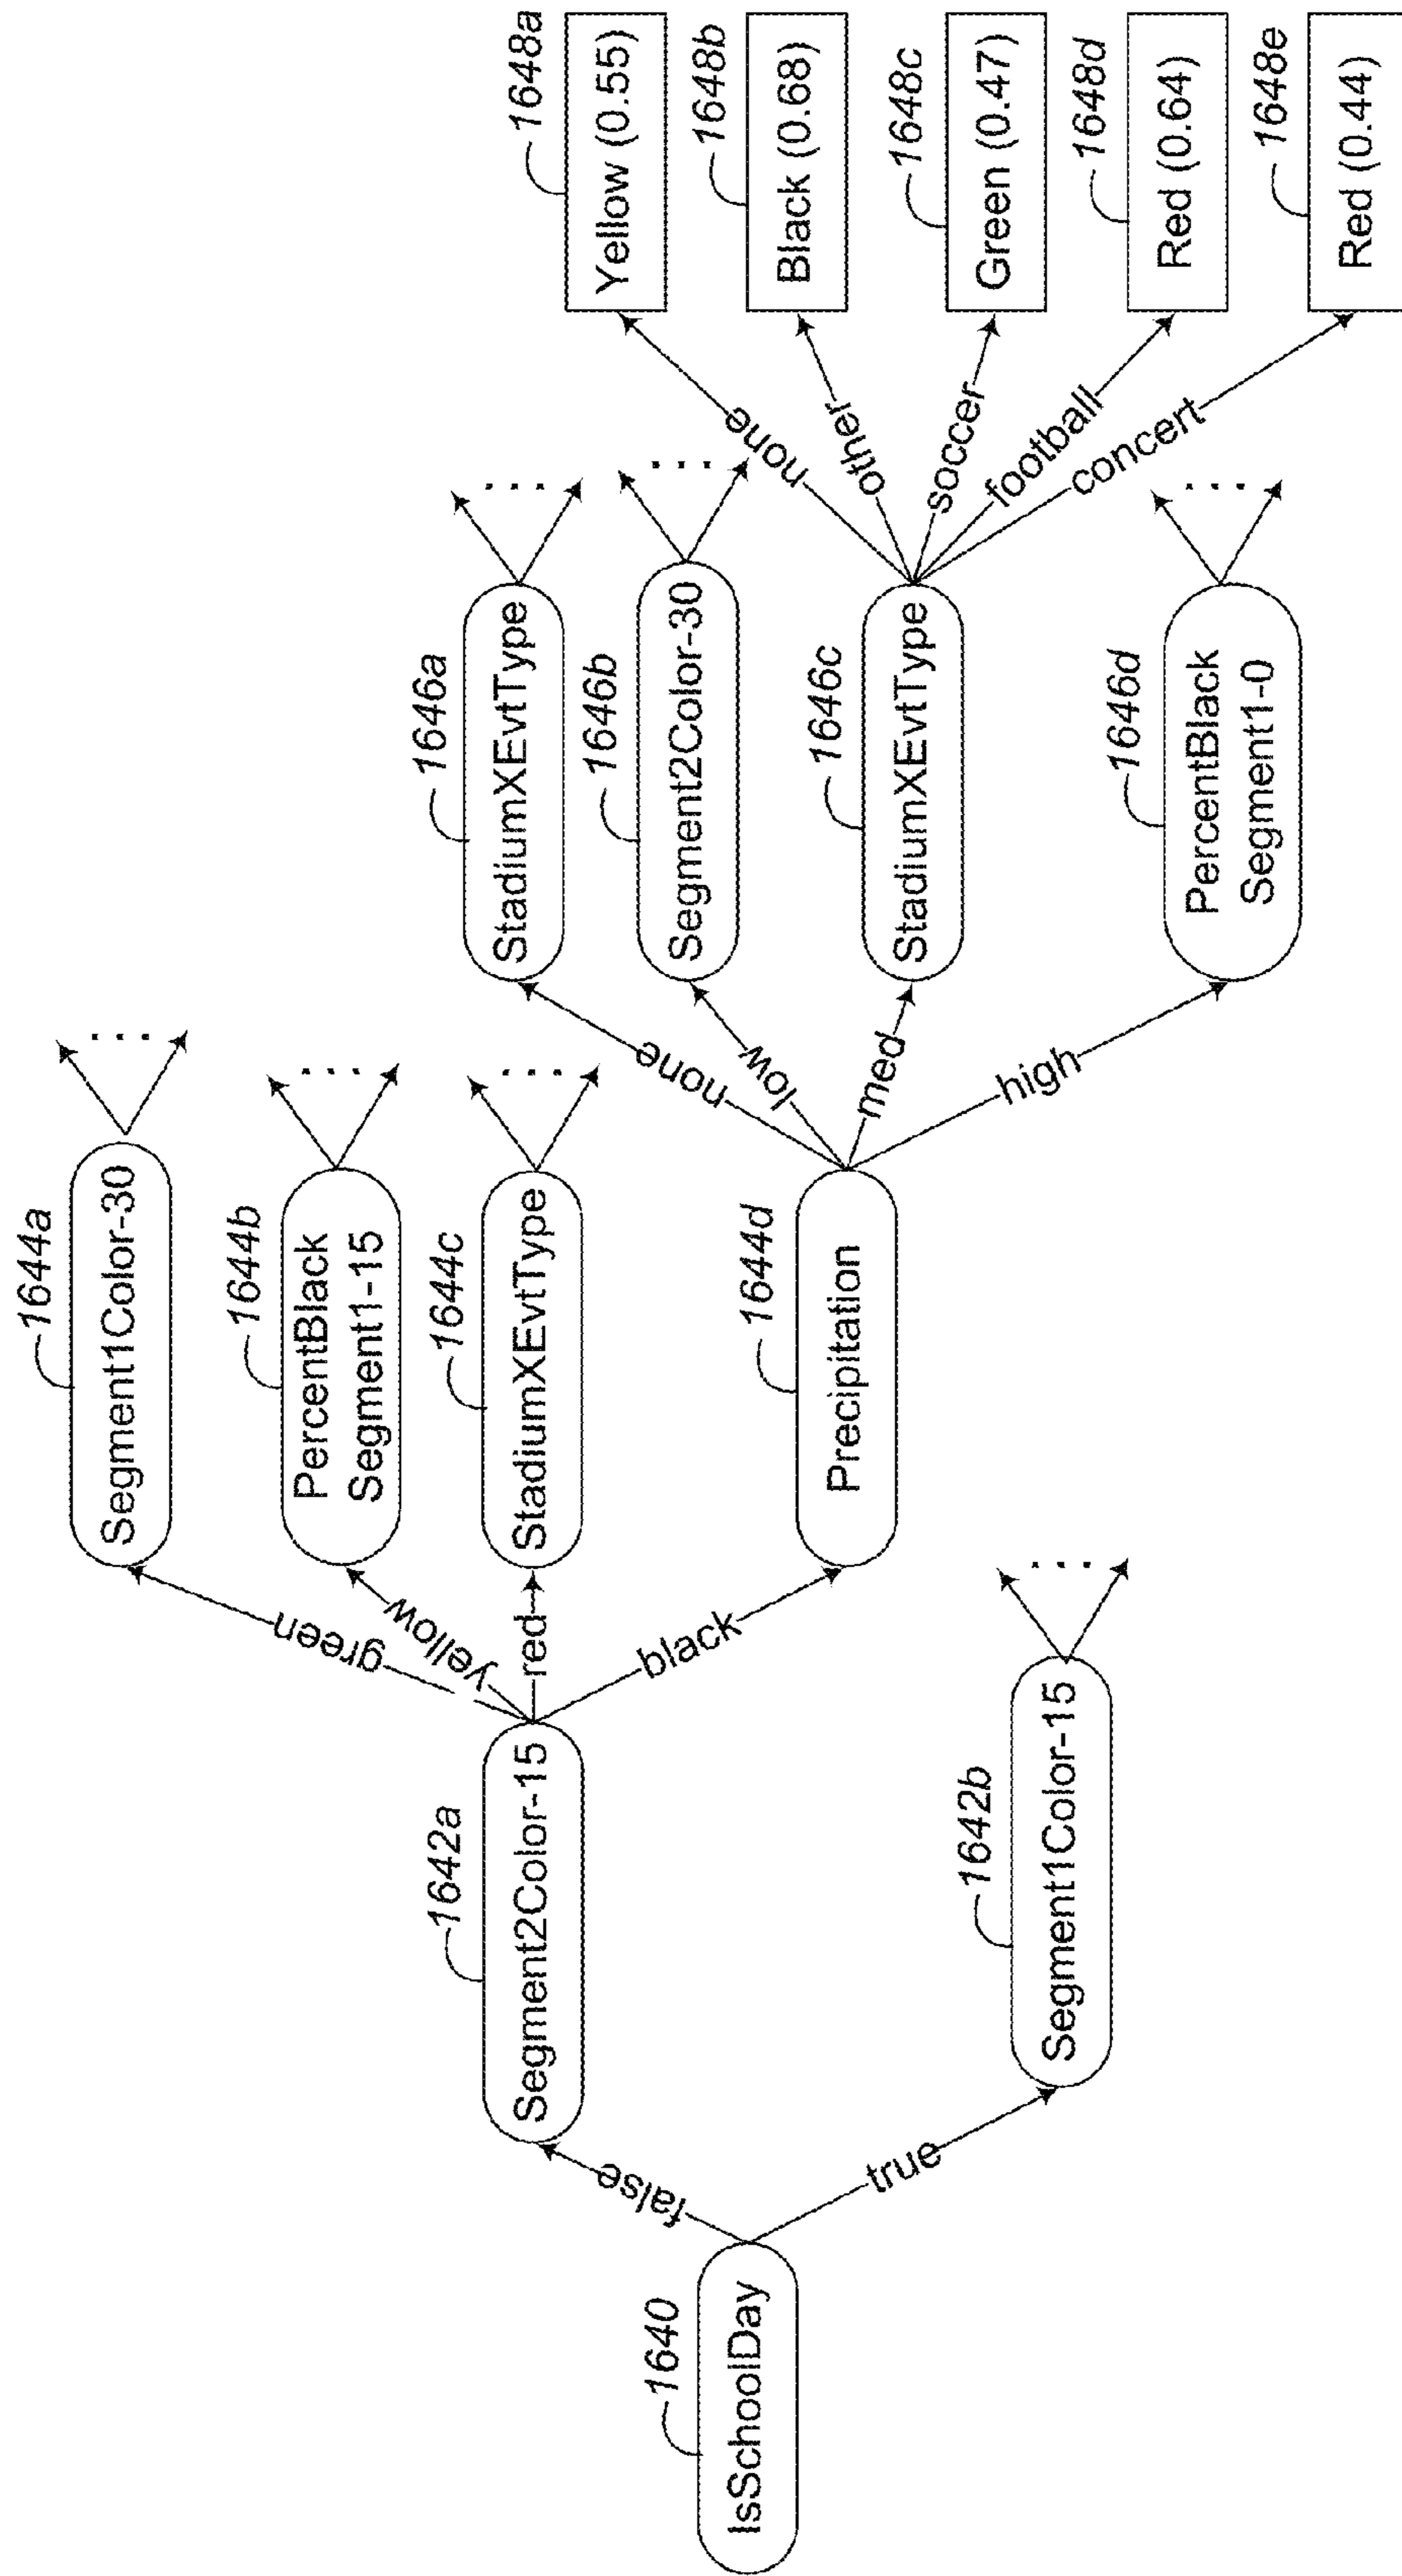 1640
IsSchoolDay
false
true
1642a
Segment2Color-15
1642b
Segment1Color-15
green
yellow
red
black
1644a
Segment1Color-30
1644b
PercentBlack
Segment1-15
1644c
StadiumXEvtType
1644d
Precipitation
none
low
med
high
1646a
StadiumXEvtType
1646b
Segment2Color-30
1646c
StadiumXEvtType
1646d
PercentBlack
Segment1-0
none
other
soccer
football
concert
1648a
Yellow (0.55)
1648b
Black (0.68)
1648c
Green (0.47)
1648d
Red (0.64)
1648e
Red (0.44)